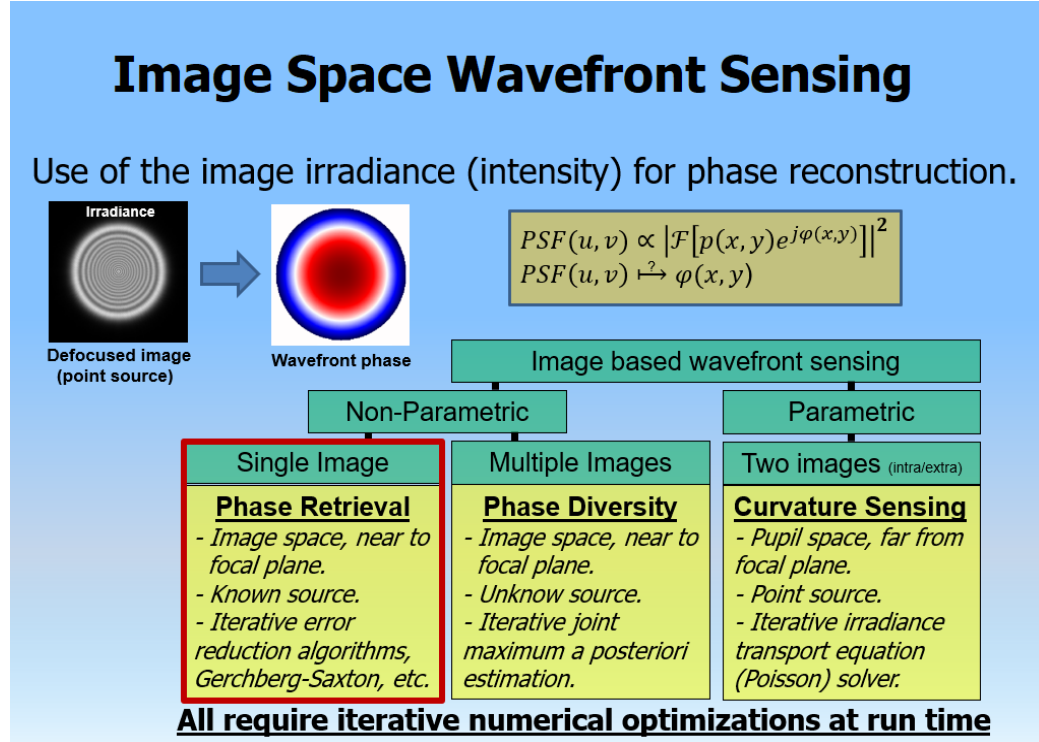 Image Space Wavefront Sensing
Use of the image irradiance (intensity) for phase reconstruction.
Irradiance
Defocused image
(point source)
Wavefront phase
PSF(u, v) ∝ |ℱ[p(x, y)e^{jφ(x,y)}]|²
PSF(u, v) ↦? φ(x, y)
Image based wavefront sensing
Non-Parametric
Parametric
Single Image
Phase Retrieval
- Image space, near to
focal plane.
- Known source.
- Iterative error
reduction algorithms,
Gerchberg-Saxton, etc.
Multiple Images
Phase Diversity
- Image space, near to
focal plane.
- Unknow source.
- Iterative joint
maximum a posteriori
estimation.
Two images (intra/extra)
Curvature Sensing
- Pupil space, far from
focal plane.
- Point source.
- Iterative irradiance
transport equation
(Poisson) solver.
All require iterative numerical optimizations at run time